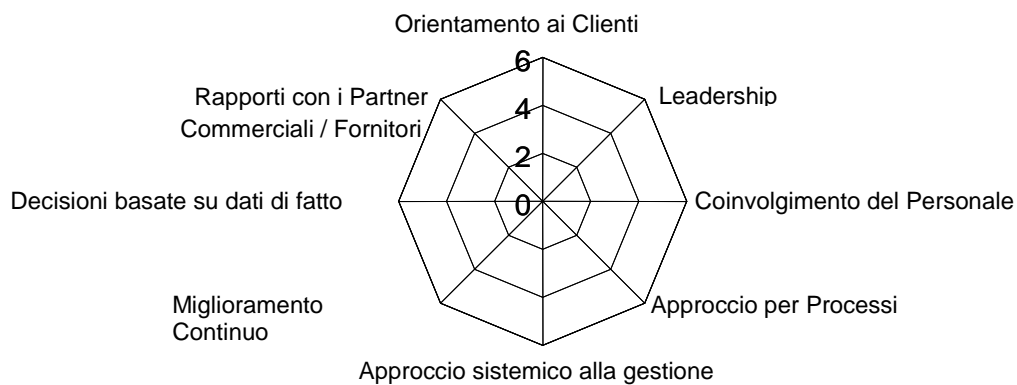 Orientamento ai Clienti
6
Rapporti con i Partner
Commerciali / Fornitori
Leadership
4
2
Decisioni basate su dati di fatto
0
Coinvolgimento del Personale
Miglioramento
Continuo
Approccio per Processi
Approccio sistemico alla gestione